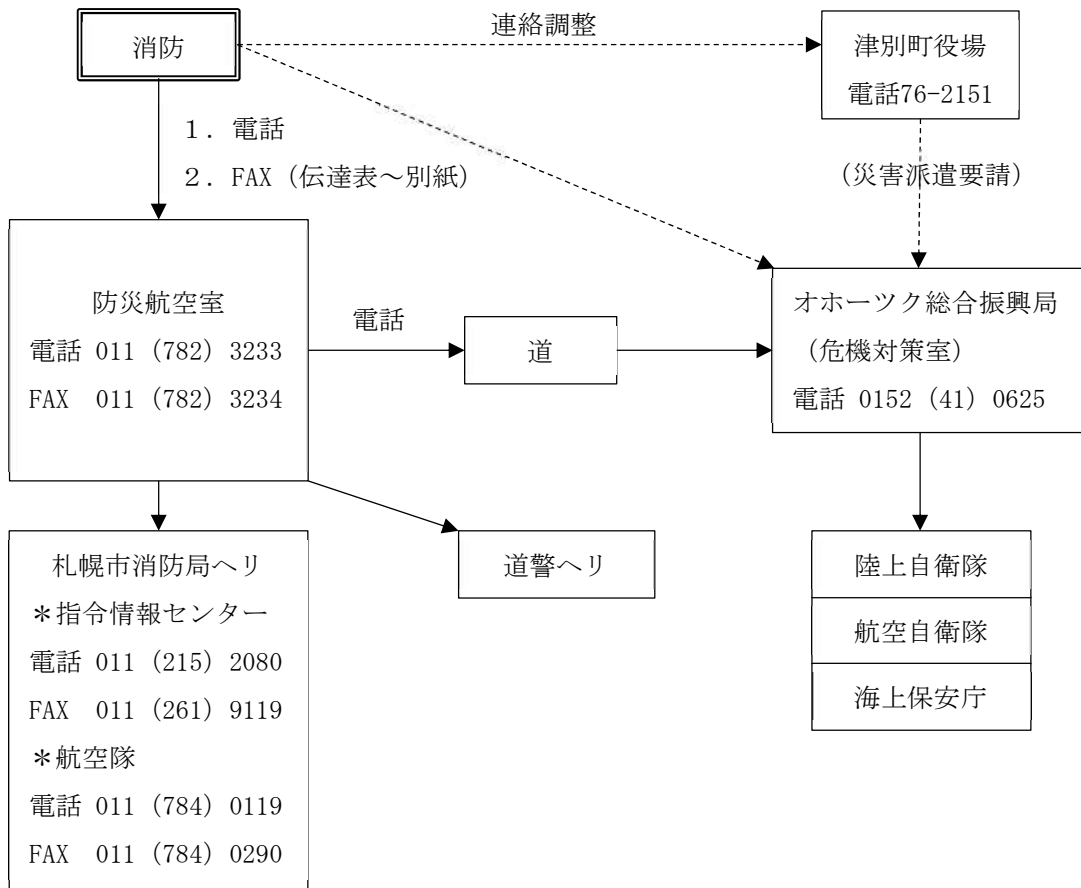 消防
連絡調整
津別町役場
電話76-2151
1．電話
2．FAX（伝達表～別紙）
（災害派遣要請）
防災航空室
電話 011（782）3233
FAX 011（782）3234
電話
道
オホーツク総合振興局
（危機対策室）
電話 0152（41）0625
札幌市消防局ヘリ
＊指令情報センター
電話 011（215）2080
FAX 011（261）9119
＊航空隊
電話 011（784）0119
FAX 011（784）0290
道警ヘリ
陸上自衛隊
航空自衛隊
海上保安庁